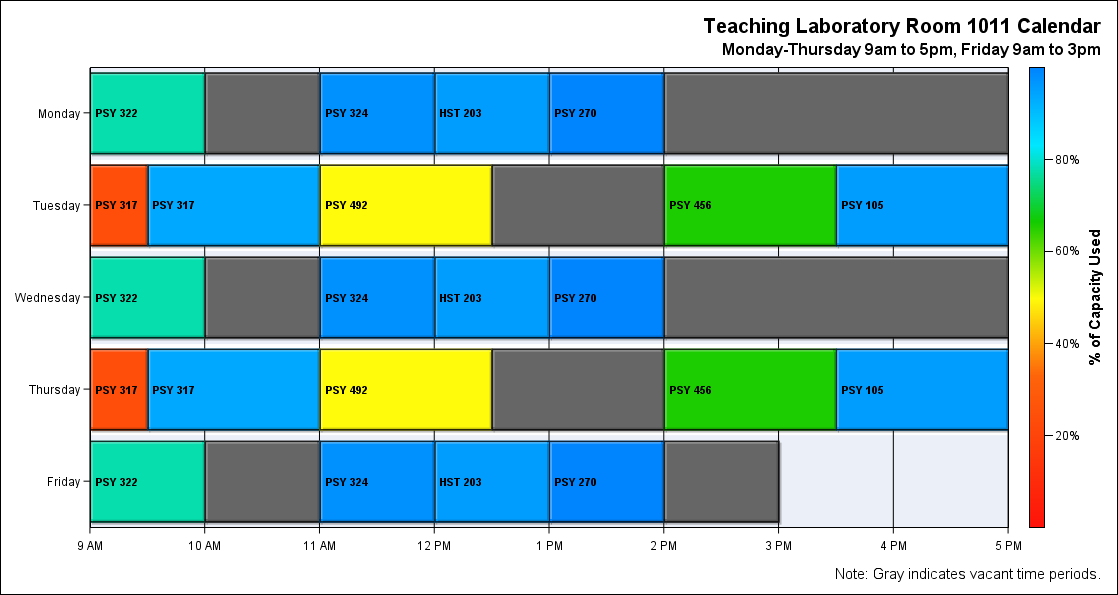 Teaching Laboratory Room 1011 Calendar
Monday-Thursday 9am to 5pm, Friday 9am to 3pm
Monday
PSY 322
PSY 324
HST 203
PSY 270
Tuesday
PSY 317
PSY 317
PSY 492
PSY 456
PSY 105
Wednesday
PSY 322
PSY 324
HST 203
PSY 270
Thursday
PSY 317
PSY 317
PSY 492
PSY 456
PSY 105
Friday
PSY 322
PSY 324
HST 203
PSY 270
9 AM
10 AM
11 AM
12 PM
1 PM
2 PM
3 PM
4 PM
5 PM
80%
60%
40%
20%
% of Capacity Used
Note: Gray indicates vacant time periods.